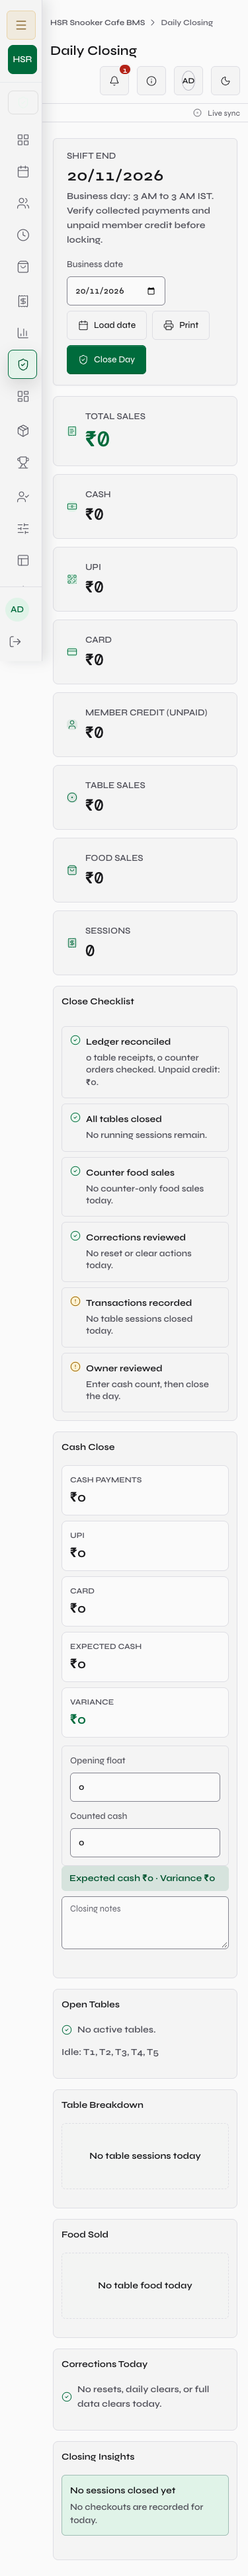 HSR Snooker Cafe BMS > Daily Closing
HSR
Daily Closing
1
AD
Live sync
SHIFT END
20/11/2026
Business day: 3 AM to 3 AM IST.
Verify collected payments and
unpaid member credit before
locking.
Business date
20/11/2026
Load date
Print
Close Day
TOTAL SALES
₹0
CASH
₹0
UPI
₹0
CARD
₹0
MEMBER CREDIT (UNPAID)
₹0
TABLE SALES
₹0
FOOD SALES
₹0
SESSIONS
0
AD
Close Checklist
Ledger reconciled
0 table receipts, 0 counter
orders checked. Unpaid credit:
₹0.
All tables closed
No running sessions remain.
Counter food sales
No counter-only food sales
today.
Corrections reviewed
No reset or clear actions
today.
Transactions recorded
No table sessions closed
today.
Owner reviewed
Enter cash count, then close
the day.
Cash Close
CASH PAYMENTS
₹0
UPI
₹0
CARD
₹0
EXPECTED CASH
₹0
VARIANCE
₹0
Opening float
0
Counted cash
0
Expected cash ₹0 · Variance ₹0
Closing notes
Open Tables
No active tables.
Idle: T1, T2, T3, T4, T5
Table Breakdown
No table sessions today
Food Sold
No table food today
Corrections Today
No resets, daily clears, or full
data clears today.
Closing Insights
No sessions closed yet
No checkouts are recorded for
today.